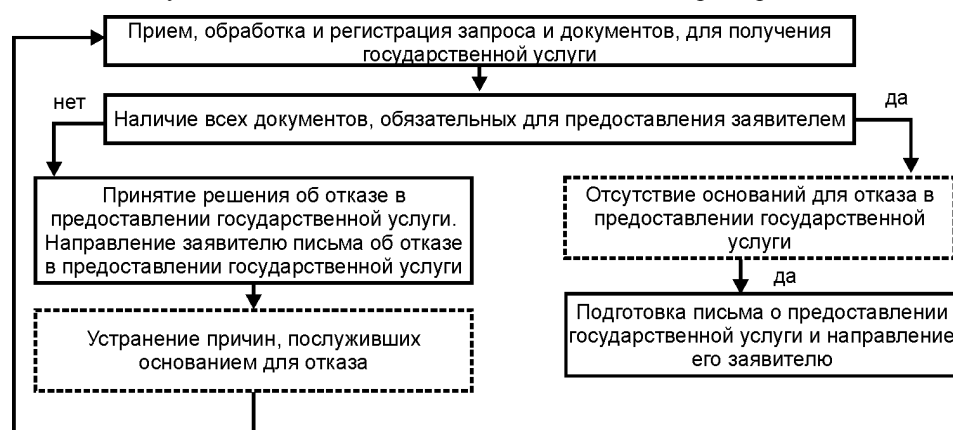 Прием, обработка и регистрация запроса и документов, для получения
государственной услуги
нет
да
Наличие всех документов, обязательных для предоставления заявителем
Принятие решения об отказе в
предоставлении государственной услуги.
Направление заявителю письма об отказе
в предоставлении государственной услуги
Отсутствие оснований для отказа в
предоставлении государственной
услуги
да
Устранение причин, послуживших
основанием для отказа
Подготовка письма о предоставлении
государственной услуги и направление
его заявителю